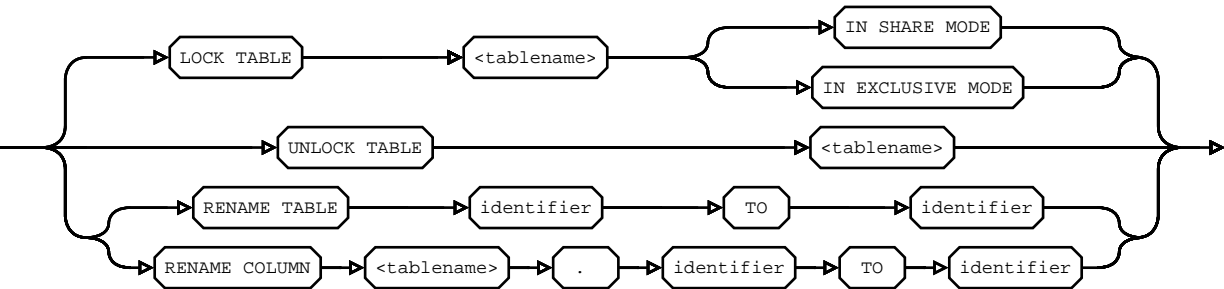 LOCK TABLE <tablename> IN SHARE MODE
IN EXCLUSIVE MODE
UNLOCK TABLE <tablename>
RENAME TABLE identifier TO identifier
RENAME COLUMN <tablename> . identifier TO identifier